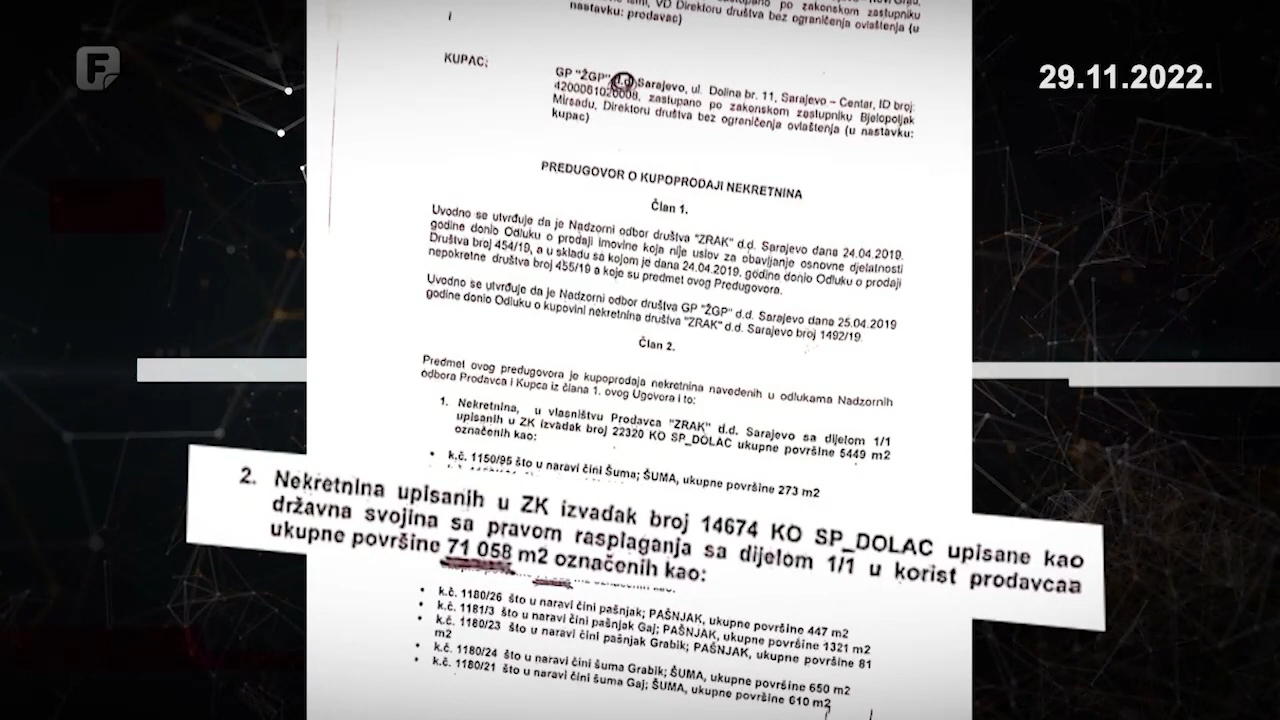 29.11.2022.
nastavku: prodavac)
KUPAC:
GP "ŽGP" d.d Sarajevo, ul. Dolina br. 11, Sarajevo – Centar, ID broj:
zastupano po zakonskom zastupniku Bjelopoljak
Mirsadu, Direktoru društva bez ograničenja ovlaštenja (u nastavku:
kupac)
PREDUGOVOR O KUPOPRODAJI NEKRETNINA
Član 1.
Uvodno se utvrđuje da je Nadzorni odbor društva "ZRAK" d.d. Sarajevo dana 24.04.2019.
godine donio Odluku o prodaji imovine koja nije uslov za obavljanje osnovne djelatnosti
Društva broj 454/19, a u skladu sa kojom je dana 24.04.2019. godine donio Odluku o prodaji
nepokretne društva broj 455/19 a koje su predmet ovog Predugovora.
Uvodno se utvrđuje da je Nadzorni odbor društva GP "ŽGP" d.d. Sarajevo dana 25.04.2019
godine donio Odluku o kupovini nekretnina društva "ZRAK" d.d. Sarajevo broj 1492/19.
Član 2.
Predmet ovog predugovora je kupoprodaja nekretnina navedenih u odlukama Nadzornih
odbora Prodavca i Kupca iz člana 1. ovog Ugovora i to:
1. Nekretnina, u vlasništvu Prodavca "ZRAK" d.d. Sarajevo sa dijelom 1/1
upisanih u ZK izvadak broj 22320 KO SP_DOLAC ukupne površine 5449 m2
označenih kao:
• k.č. 1150/95 što u naravi čini Šuma; ŠUMA, ukupne površine 273 m2
2. Nekretnina upisanih u ZK izvadak broj 14674 KO SP_DOLAC upisane kao
državna svojina sa pravom rasplaganja sa dijelom 1/1 u korist prodavcaa
ukupne površine 71 058 m2 označenih kao:
• k.č. 1180/26 što u naravi čini pašnjak; PAŠNJAK, ukupne površine 447 m2
• k.č. 1181/3 što u naravi čini pašnjak Gaj; PAŠNJAK, ukupne površine 1321 m2
• k.č. 1180/23 što u naravi čini pašnjak Grabik; PAŠNJAK, ukupne površine 81
m2
• k.č. 1180/24 što u naravi čini šuma Grabik; ŠUMA, ukupne površine 650 m2
• k.č. 1180/21 što u naravi čini šuma Gaj; ŠUMA, ukupne površine 610 m2